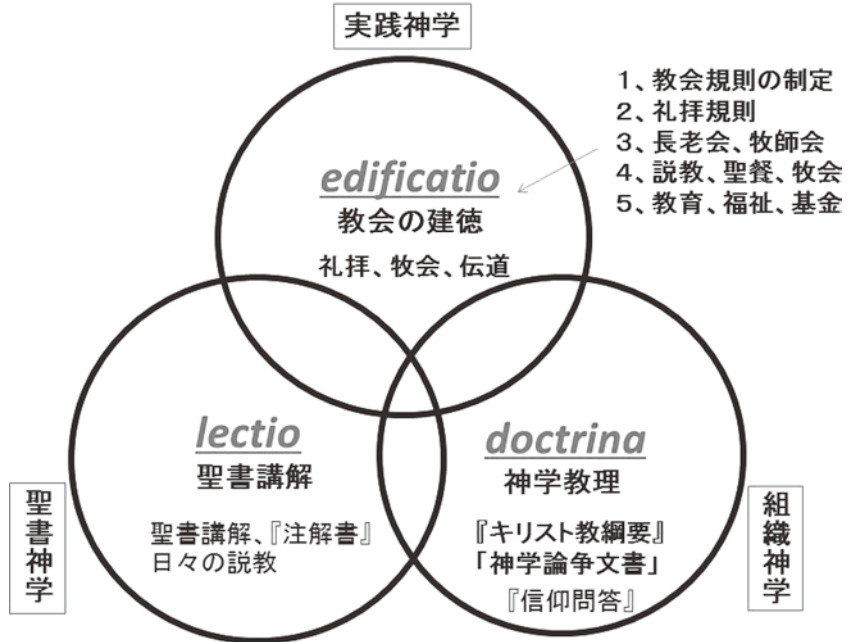 実践神学
1、教会規則の制定
2、礼拝規則
3、長老会、牧師会
4、説教、聖餐、牧会
5、教育、福祉、基金
edificatio
教会の建徳
礼拝、牧会、伝道
lectio
聖書講解
聖書講解、『注解書』
日々の説教
聖書神学
doctrina
神学教理
『キリスト教綱要』
「神学論争文書」
『信仰問答』
組織神学